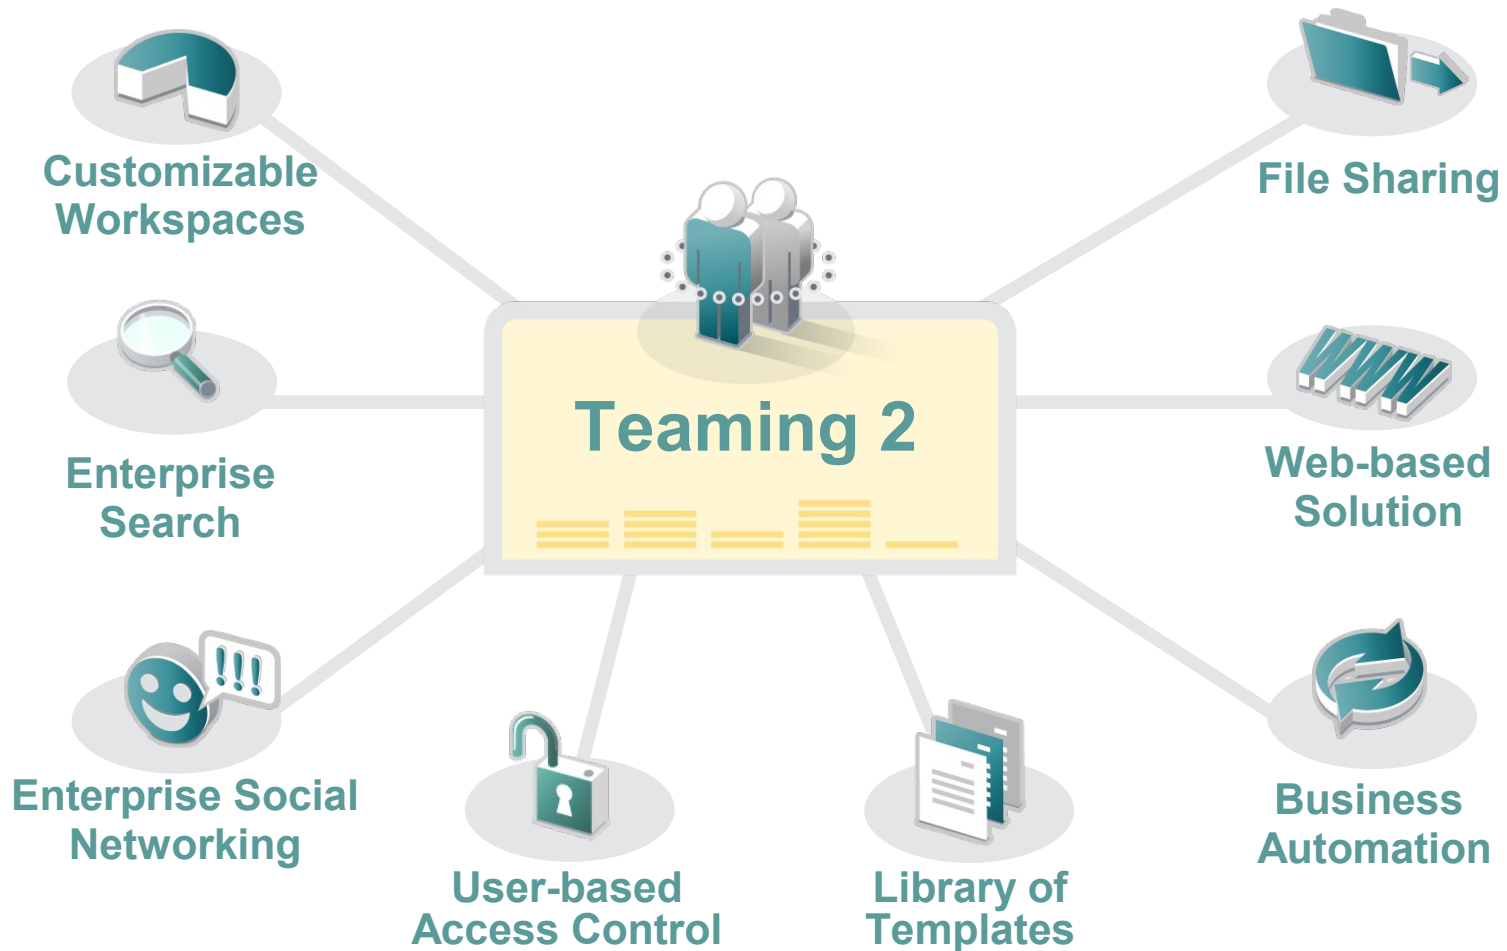 Customizable
Workspaces
File Sharing
Teaming 2
Enterprise
Search
WWW
Web-based
Solution
!!!
Enterprise Social
Networking
User-based
Access Control
Library of
Templates
Business
Automation